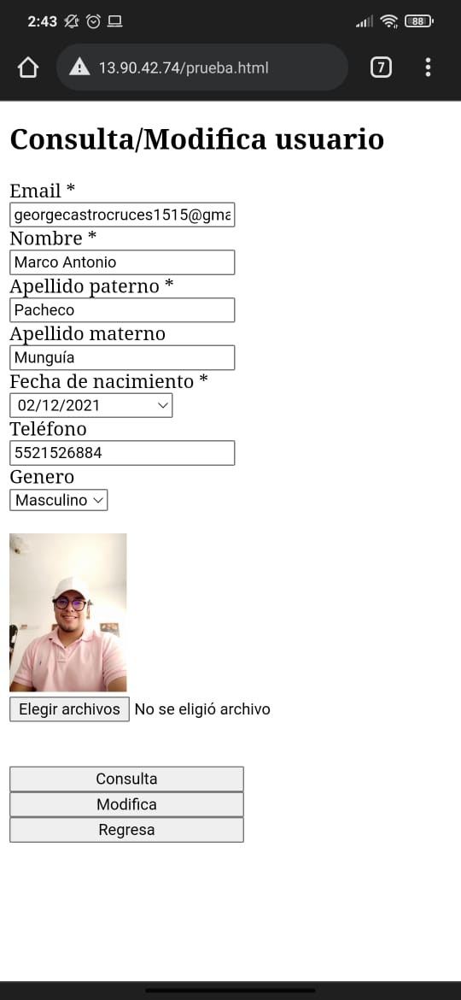 2:43
88
13.90.42.74/prueba.html
7
Consulta/Modifica usuario
Email *
georgecastrocruces1515@gma
Nombre *
Marco Antonio
Apellido paterno *
Pacheco
Apellido materno
Munguía
Fecha de nacimiento *
02/12/2021
Teléfono
5521526884
Genero
Masculino
Elegir archivos No se eligió archivo
Consulta
Modifica
Regresa